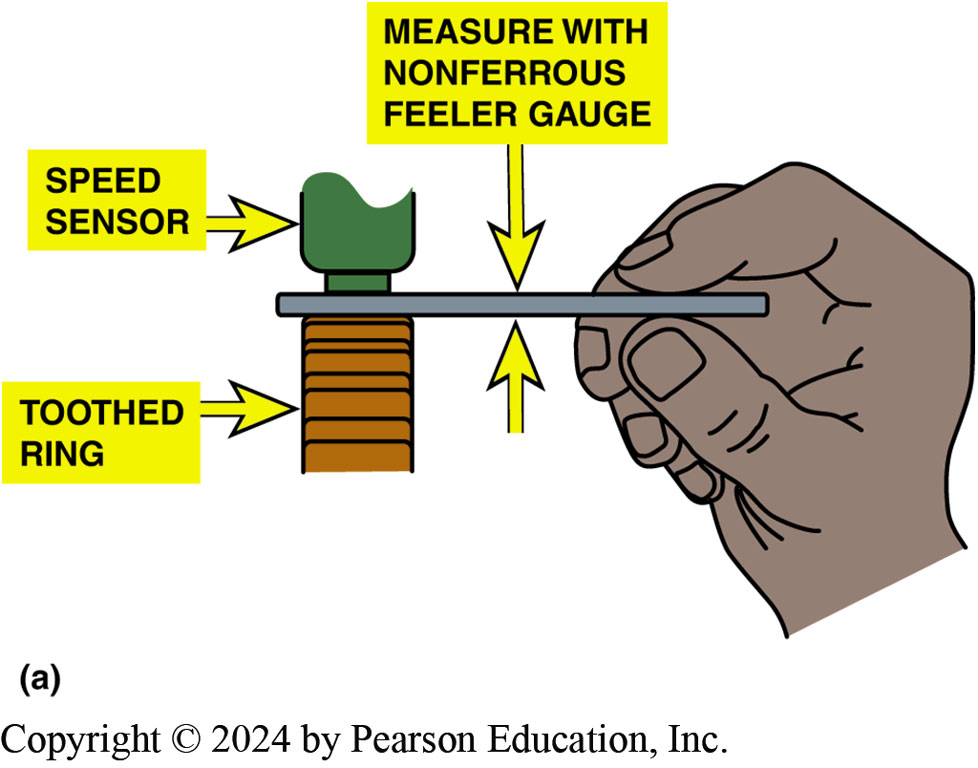 MEASURE WITH
NONFERROUS
FEELER GAUGE
SPEED
SENSOR
TOOTHED
RING
(a)
Copyright © 2024 by Pearson Education, Inc.